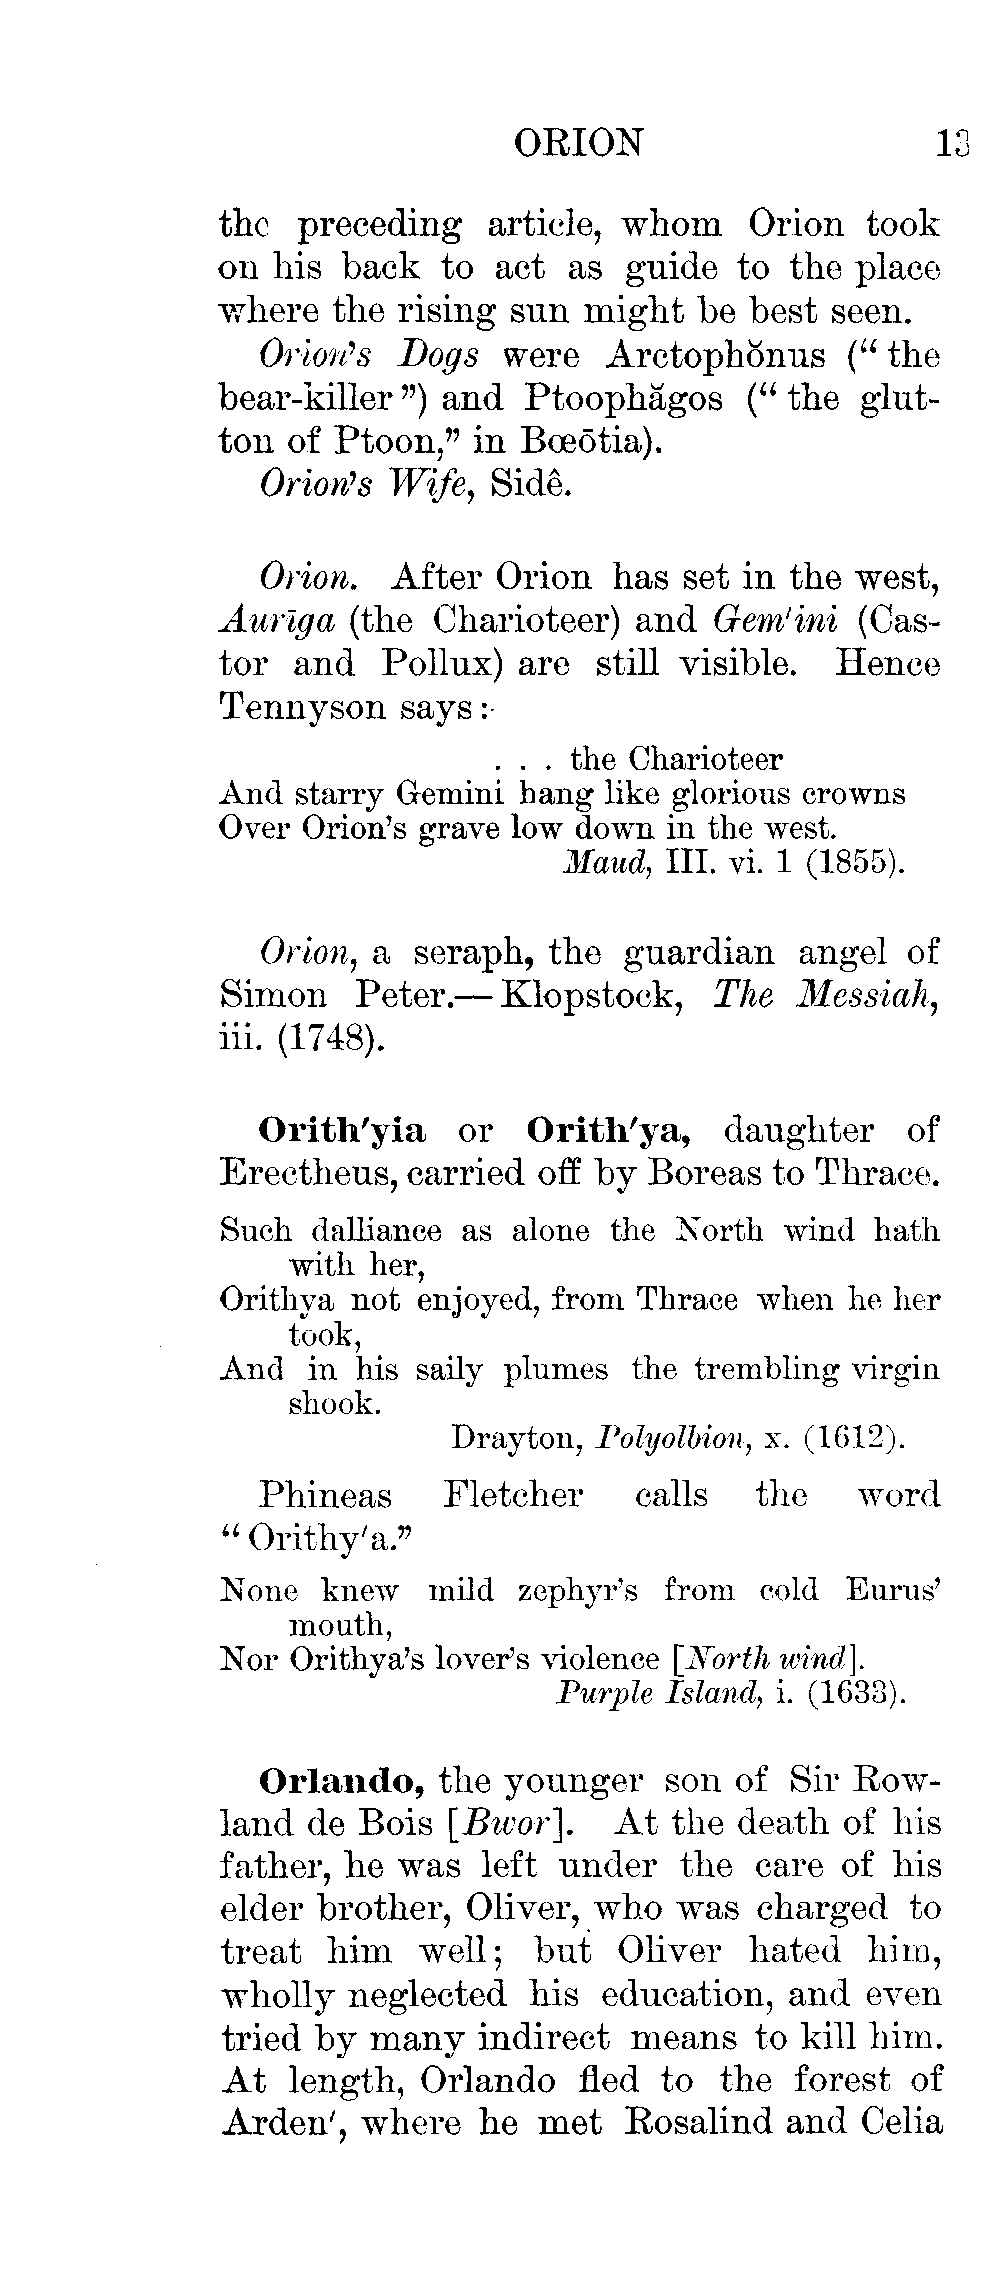 ORION 13
the preceding article, whom Orion took
on his back to act as guide to the place
where the rising sun might be best seen.
Orion's Dogs were Arctophŏnus (“ the
bear-killer ”) and Ptoophăgos (“ the glut-
ton of Ptoon,” in Bœōtia).
Orion's Wife, Sidê.
Orion. After Orion has set in the west,
Aurīga (the Charioteer) and Gem'ini (Cas-
tor and Pollux) are still visible. Hence
Tennyson says :-
. . . the Charioteer
And starry Gemini hang like glorious crowns
Over Orion's grave low down in the west.
Maud, III. vi. 1 (1855).
Orion, a seraph, the guardian angel of
Simon Peter.— Klopstock, The Messiah,
iii. (1748).
Orith'yia or Orith'ya, daughter of
Erectheus, carried off by Boreas to Thrace.
Such dalliance as alone the North wind hath
with her,
Orithya not enjoyed, from Thrace when he her
took,
And in his saily plumes the trembling virgin
shook.
Drayton, Polyolbion, x. (1612).
Phineas Fletcher calls the word
“ Orithy'a.”
None knew mild zephyr's from cold Eurus'
mouth,
Nor Orithya's lover's violence [North wind].
Purple Island, i. (1633).
Orlando, the younger son of Sir Row-
land de Bois [Bwor]. At the death of his
father, he was left under the care of his
elder brother, Oliver, who was charged to
treat him well; but Oliver hated him,
wholly neglected his education, and even
tried by many indirect means to kill him.
At length, Orlando fled to the forest of
Arden', where he met Rosalind and Celia